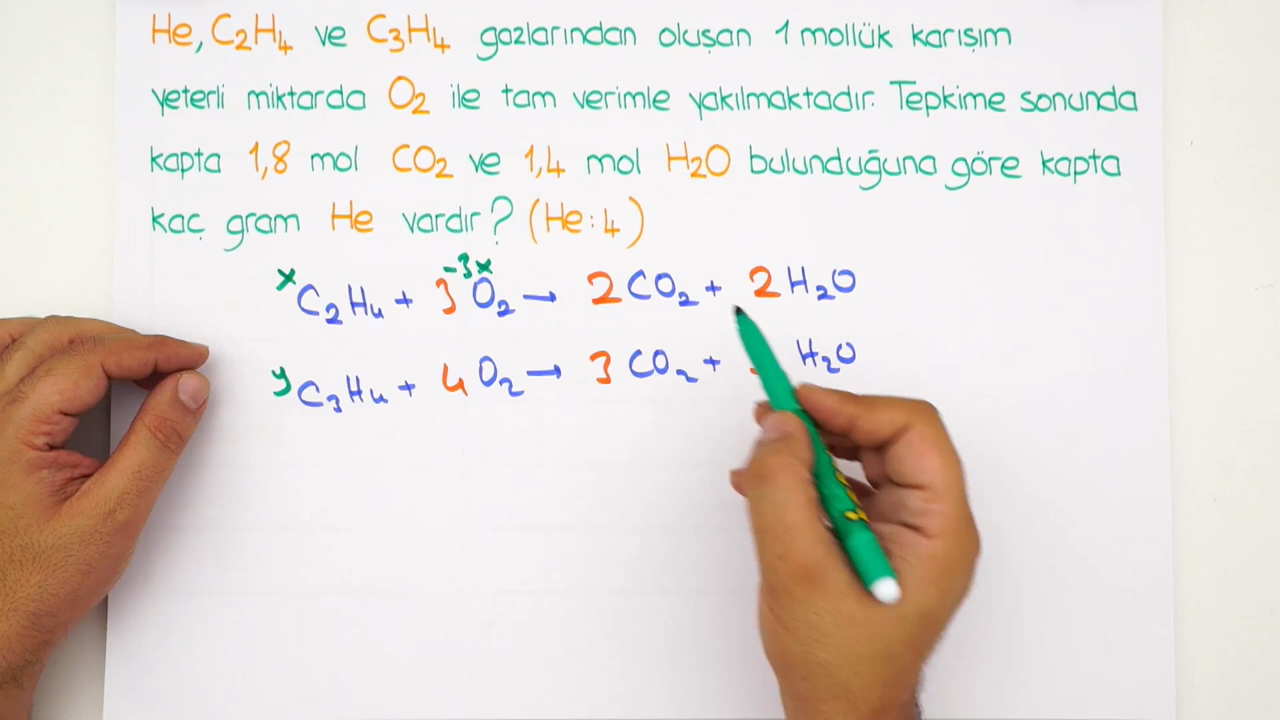 He, C₂H₄ ve C₃H₄ gazlarından oluşan 1 mollük karışım
yeterli miktarda O₂ ile tam verimle yakılmaktadır. Tepkime sonunda
kapta 1,8 mol CO₂ ve 1,4 mol H₂O bulunduğuna göre kapta
kaç gram He vardır? (He:4)
-3x
x C₂H₄ + 3 O₂ → 2 CO₂ + 2 H₂O
y C₃H₄ + 4 O₂ → 3 CO₂ + H₂O